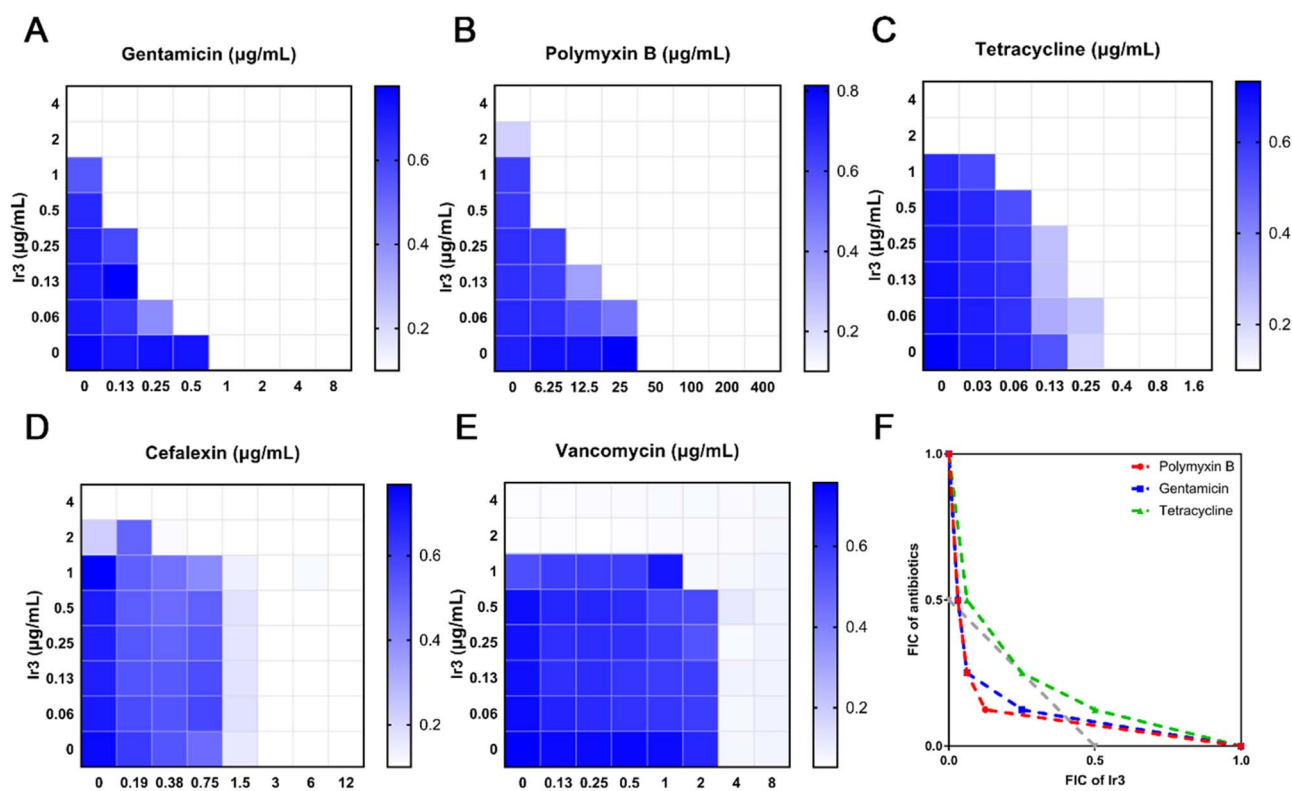 A
Gentamicin (µg/mL)
Ir3 (µg/mL)
4
2
1
0.5
0.25
0.13
0.06
0
0 0.13 0.25 0.5 1 2 4 8
0.6
0.4
0.2
B
Polymyxin B (µg/mL)
Ir3 (µg/mL)
4
2
1
0.5
0.25
0.13
0.06
0
0 6.25 12.5 25 50 100 200 400
0.8
0.6
0.4
0.2
C
Tetracycline (µg/mL)
Ir3 (µg/mL)
4
2
1
0.5
0.25
0.13
0.06
0
0 0.03 0.06 0.13 0.25 0.4 0.8 1.6
0.6
0.4
0.2
D
Cefalexin (µg/mL)
Ir3 (µg/mL)
4
2
1
0.5
0.25
0.13
0.06
0
0 0.19 0.38 0.75 1.5 3 6 12
0.6
0.4
0.2
E
Vancomycin (µg/mL)
Ir3 (µg/mL)
4
2
1
0.5
0.25
0.13
0.06
0
0 0.13 0.25 0.5 1 2 4 8
0.6
0.4
0.2
F
FIC of antibiotics
1.0
0.5
0.0
Polymyxin B
Gentamicin
Tetracycline
0.0 0.5 1.0
FIC of Ir3